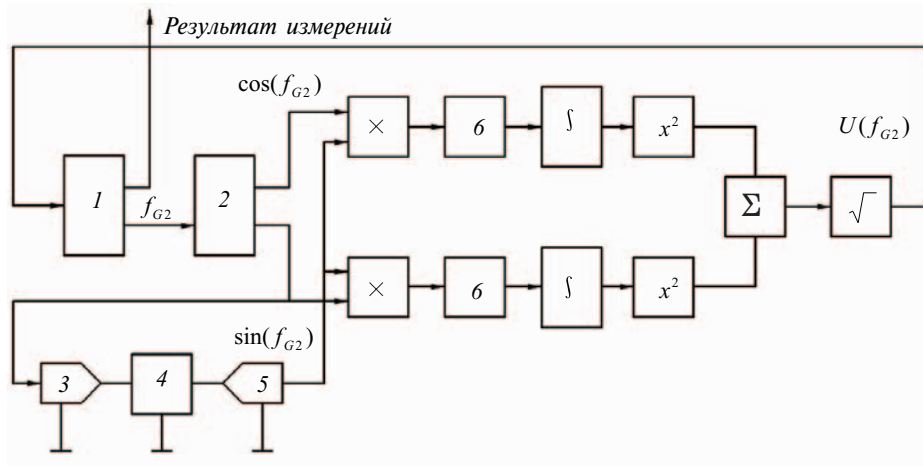 Результат измерений
cos(f_G2)
× 6 ∫ x²
U(f_G2)
1 f_G2 2
Σ √
× 6 ∫ x²
sin(f_G2)
3 4 5